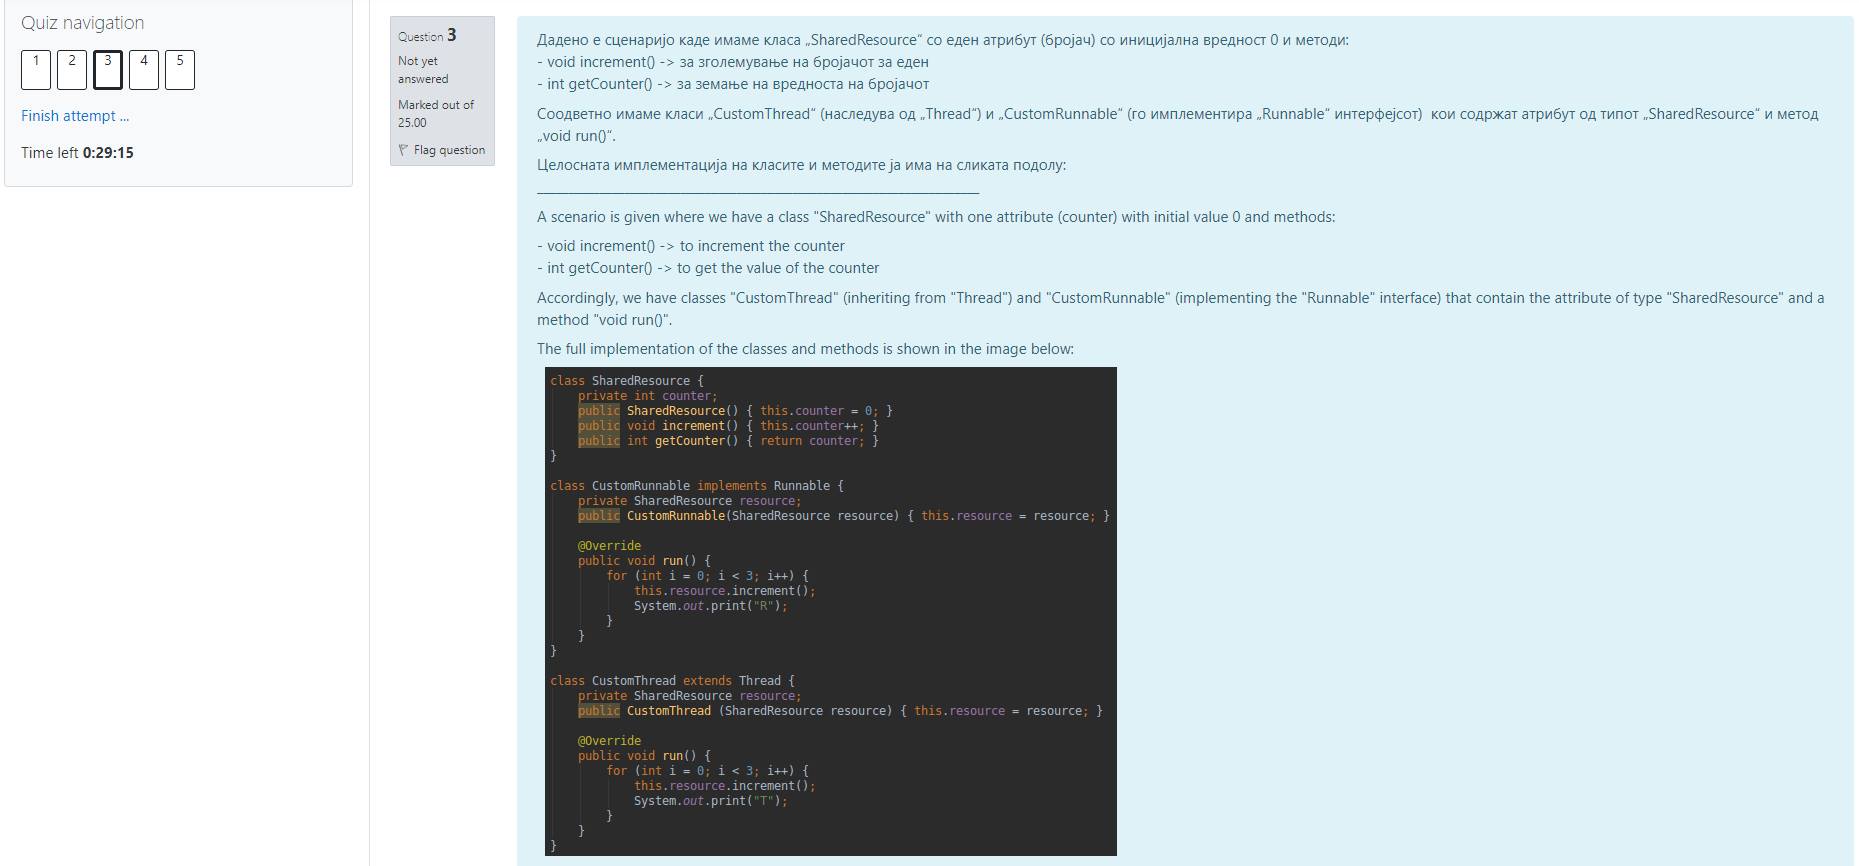 Quiz navigation
1 2 3 4 5
Finish attempt ...
Time left 0:29:15
Question 3
Not yet
answered
Marked out of
25.00
Flag question
Дадено е сценаријо каде имаме класа „SharedResource“ со еден атрибут (бројач) со иницијална вредност 0 и методи:
- void increment() -> за зголемување на бројачот за еден
- int getCounter() -> за земање на вредноста на бројачот
Соодветно имаме класи „CustomThread“ (наследува од „Thread“) и „CustomRunnable“ (го имплементира „Runnable“ интерфејсот) кои содржат атрибут од типот „SharedResource“ и метод
„void run()“.
Целосната имплементација на класите и методите ја има на сликата подолу:
A scenario is given where we have a class "SharedResource" with one attribute (counter) with initial value 0 and methods:
- void increment() -> to increment the counter
- int getCounter() -> to get the value of the counter
Accordingly, we have classes "CustomThread" (inheriting from "Thread") and "CustomRunnable" (implementing the "Runnable" interface) that contain the attribute of type "SharedResource" and a
method "void run()".
The full implementation of the classes and methods is shown in the image below:
class SharedResource {
private int counter;
public SharedResource() { this.counter = 0; }
public void increment() { this.counter++; }
public int getCounter() { return counter; }
}
class CustomRunnable implements Runnable {
private SharedResource resource;
public CustomRunnable(SharedResource resource) { this.resource = resource; }
@Override
public void run() {
for (int i = 0; i < 3; i++) {
this.resource.increment();
System.out.print("R");
}
}
}
class CustomThread extends Thread {
private SharedResource resource;
public CustomThread (SharedResource resource) { this.resource = resource; }
@Override
public void run() {
for (int i = 0; i < 3; i++) {
this.resource.increment();
System.out.print("T");
}
}
}